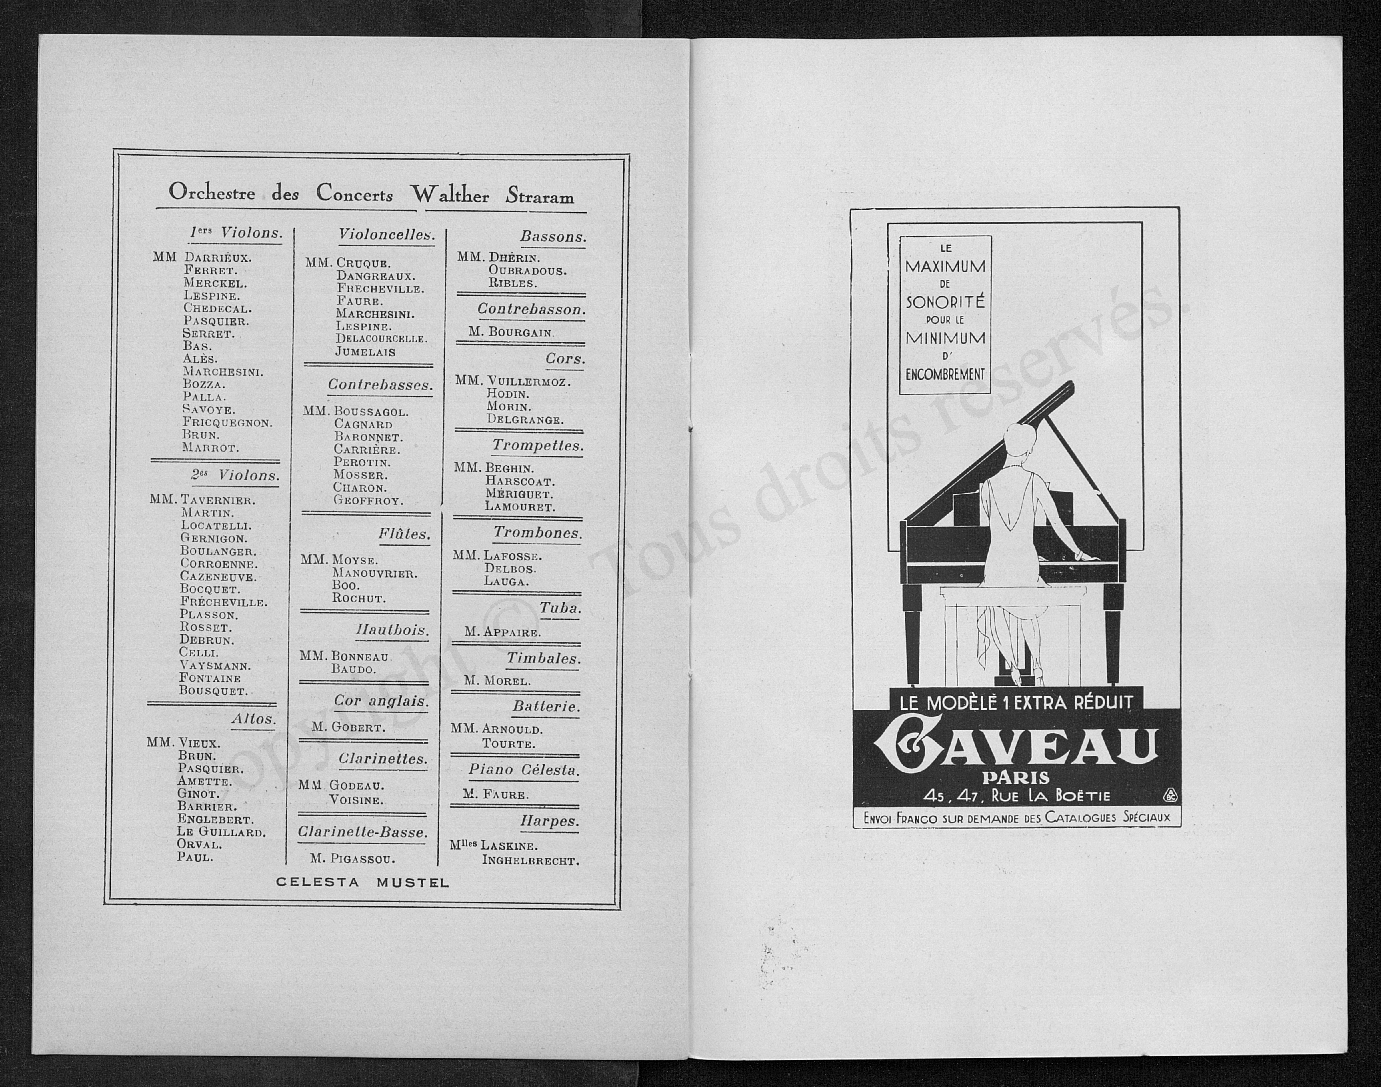 Orchestre des Concerts Walther Straram
1ers Violons.
MM DARRIEUX.
FERRET.
MERCKEL.
LESPINE.
CHEDECAL.
PASQUIER.
SERRET.
BAS.
ALÈS.
MARCHESINI.
BOZZA.
PALLA.
SAVOYE.
FRICQUEGNON.
BRUN.
MARROT.
2es Violons.
MM. TAVERNIER.
MARTIN.
LOCATELLI.
GERNIGON.
BOULANGER.
CORROENNE.
CAZENEUVE.
BOCQUET.
FRÉCHEVILLE.
PLASSON.
ROSSET.
DEBRUN.
CELLI.
VAYSMANN.
FONTAINE
BOUSQUET.
Altos.
MM. VIEUX.
BRUN.
PASQUIER.
AMETTE.
GINOT.
BARRIER.
ENGLEBERT.
LE GUILLARD.
ORVAL.
PAUL.
Violoncelles.
MM. CRUQUE.
DANGREAUX.
FRECHEVILLE.
FAURE.
MARCHESINI.
LESPINE.
DELACOURCELLE.
JUMELAIS
Contrebasses.
MM. BOUSSAGOL.
CAGNARD
BARONNET.
CARRIÈRE.
PEROTIN.
MOSSER.
CHARON.
GEOFFROY.
Flûtes.
MM. MOYSE.
MANOUVRIER.
BOO.
ROCHUT.
Hautbois.
MM. BONNEAU
BAUDO.
Cor anglais.
M. GOBERT.
Clarinettes.
MM GODEAU.
VOISINE.
Clarinette-Basse.
M. PIGASSOU.
Bassons.
MM. DHÉRIN.
OUBRADOUS.
RIBLES.
Contrebasson.
M. BOURGAIN
Cors.
MM. VUILLERMOZ.
HODIN.
MORIN.
DELGRANGE.
Trompettes.
MM. BEGHIN.
HARSCOAT.
MÉRIGUET.
LAMOURET.
Trombones.
MM. LAFOSSE.
DELBOS.
LAUGA.
Tuba.
M. APPAIRE.
Timbales.
M. MOREL.
Batterie.
MM. ARNOULD.
TOURTE.
Piano Célesta.
M. FAURE.
Harpes.
Mlles LASKINE.
INGHELBRECHT.
CELESTA MUSTEL
LE
MAXIMUM
DE
SONORITÉ
POUR LE
MINIMUM
D'
ENCOMBREMENT
LE MODÈLE 1 EXTRA RÉDUIT
GAVEAU
PARIS
45, 47, RUE LA BOËTIE
ENVOI FRANCO SUR DEMANDE DES CATALOGUES SPÉCIAUX
Copyright © - Tous droits réservés.